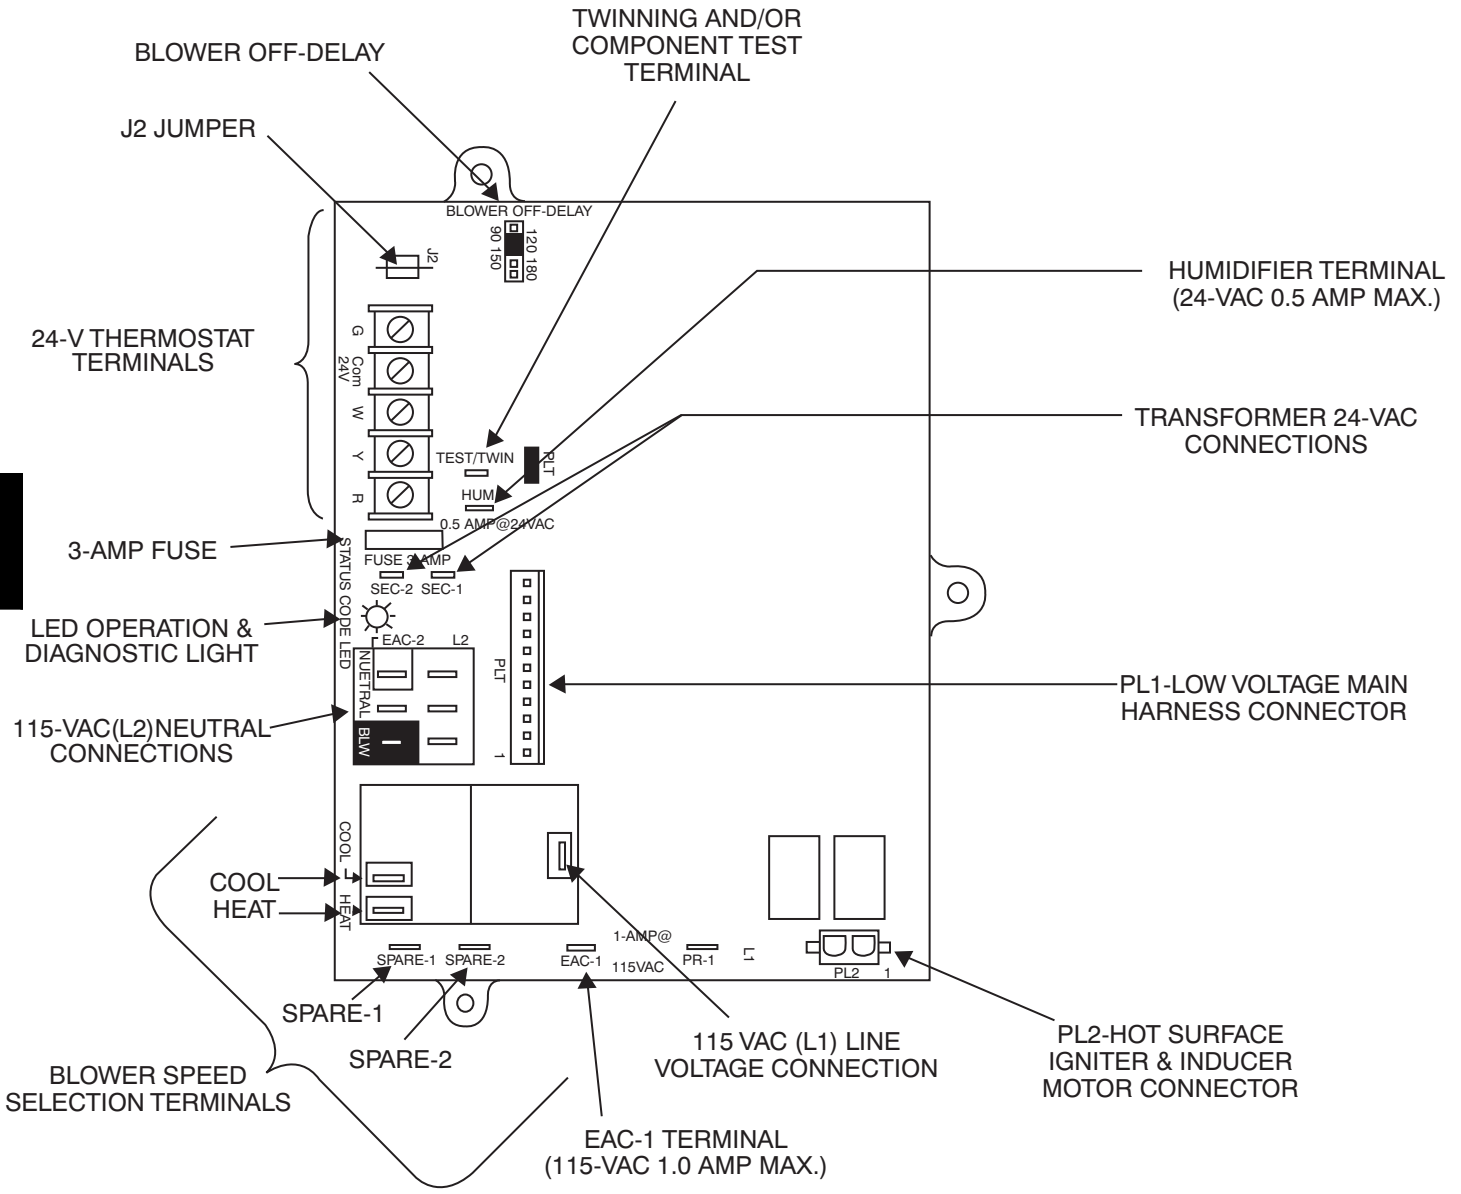 TWINNING AND/OR
COMPONENT TEST
TERMINAL
BLOWER OFF-DELAY
J2 JUMPER
BLOWER OFF-DELAY
90 150
120 180
J2
HUMIDIFIER TERMINAL
(24-VAC 0.5 AMP MAX.)
24-V THERMOSTAT
TERMINALS
G
Com
24V
W
Y
R
TRANSFORMER 24-VAC
CONNECTIONS
TEST/TWIN
PLT
HUM
0.5 AMP@24VAC
3-AMP FUSE
FUSE 3-AMP
STATUS CODE LED
SEC-2
SEC-1
LED OPERATION &
DIAGNOSTIC LIGHT
EAC-2
L2
NUETRAL
BLW
PLT
1
PL1-LOW VOLTAGE MAIN
HARNESS CONNECTOR
115-VAC(L2)NEUTRAL
CONNECTIONS
COOL
HEAT
COOL
HEAT
SPARE-1
SPARE-2
EAC-1
1-AMP@
115VAC
PR-1
L1
PL2
1
SPARE-1
SPARE-2
115 VAC (L1) LINE
VOLTAGE CONNECTION
PL2-HOT SURFACE
IGNITER & INDUCER
MOTOR CONNECTOR
BLOWER SPEED
SELECTION TERMINALS
EAC-1 TERMINAL
(115-VAC 1.0 AMP MAX.)